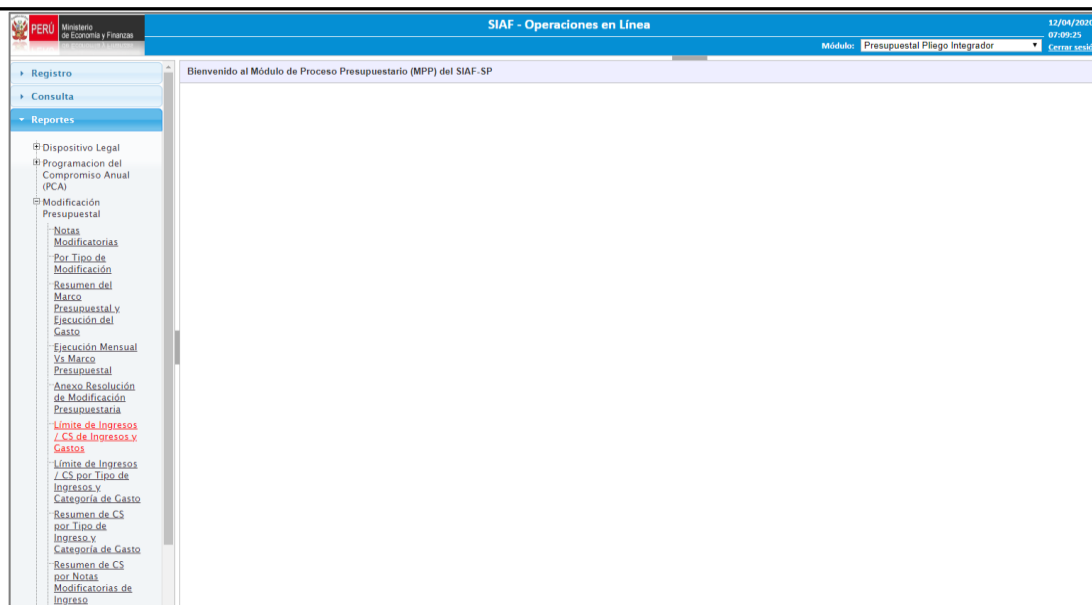 PERÚ
Ministerio
de Economía y Finanzas
SIAF - Operaciones en Línea
12/04/2020
07:09:25
Módulo: Presupuestal Pliego Integrador
Cerrar sesió
Registro
Consulta
Reportes
Dispositivo Legal
Programacion del
Compromiso Anual
(PCA)
Modificación
Presupuestal
Notas
Modificatorias
Por Tipo de
Modificación
Resumen del
Marco
Presupuestal y
Ejecución del
Gasto
Ejecución Mensual
Vs Marco
Presupuestal
Anexo Resolución
de Modificación
Presupuestaria
Límite de Ingresos
/ CS de Ingresos y
Gastos
Límite de Ingresos
/ CS por Tipo de
Ingresos y
Categoría de Gasto
Resumen de CS
por Tipo de
Ingreso y
Categoría de Gasto
Resumen de CS
por Notas
Modificatorias de
Ingreso
Bienvenido al Módulo de Proceso Presupuestario (MPP) del SIAF-SP